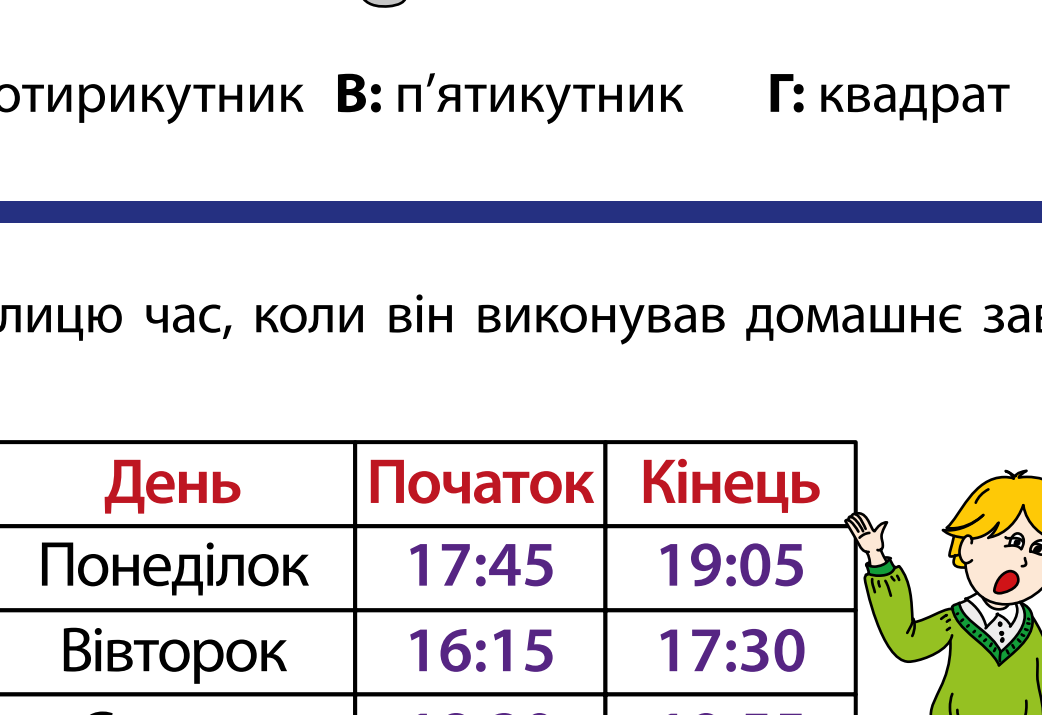 отирикутник В: п’ятикутник Г: квадрат
лицю час, коли він виконував домашнє зав
День Початок Кінець
Понеділок 17:45 19:05
Вівторок 16:15 17:30